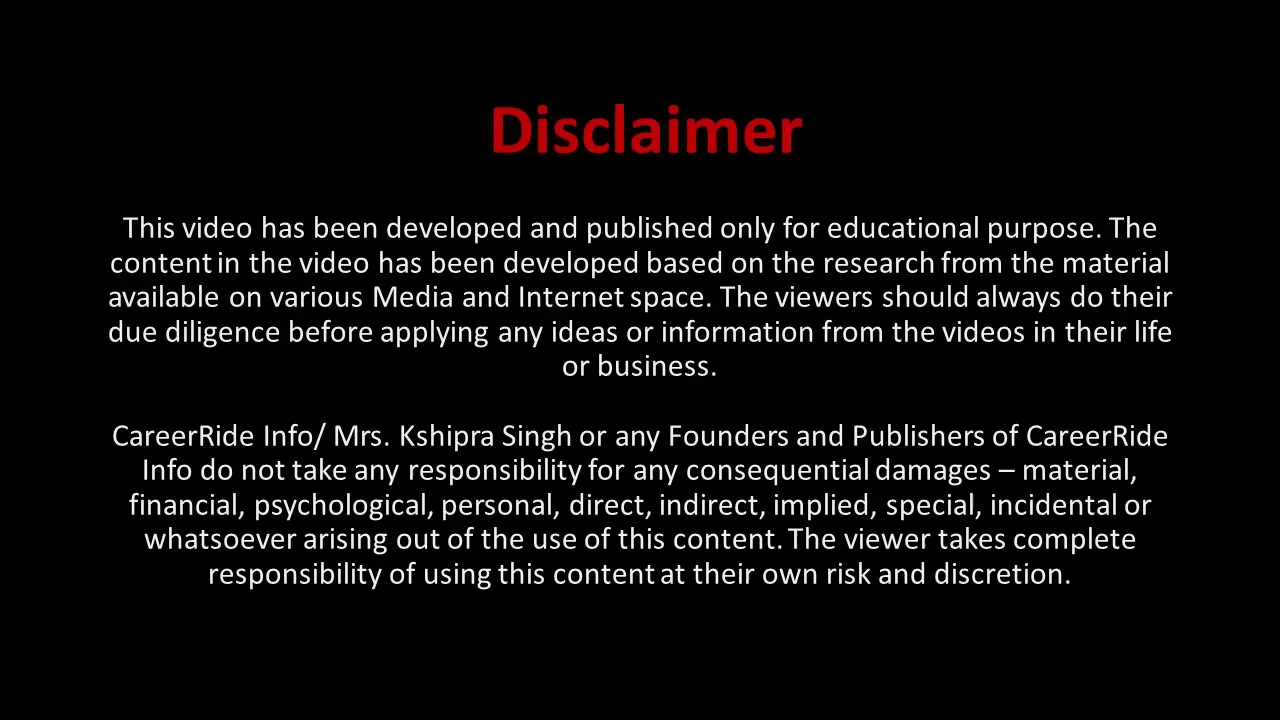 Disclaimer
This video has been developed and published only for educational purpose. The
content in the video has been developed based on the research from the material
available on various Media and Internet space. The viewers should always do their
due diligence before applying any ideas or information from the videos in their life
or business.
CareerRide Info/ Mrs. Kshipra Singh or any Founders and Publishers of CareerRide
Info do not take any responsibility for any consequential damages – material,
financial, psychological, personal, direct, indirect, implied, special, incidental or
whatsoever arising out of the use of this content. The viewer takes complete
responsibility of using this content at their own risk and discretion.